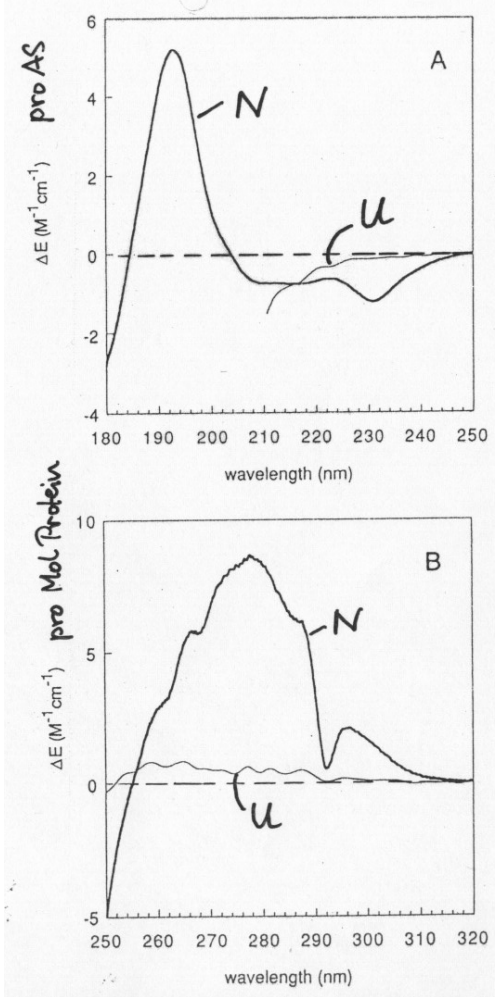 pro AS
ΔE (M⁻¹cm⁻¹)
6
4
2
0
-2
-4
A
N
U
180 190 200 210 220 230 240 250
wavelength (nm)
pro Mol Protein
ΔE (M⁻¹cm⁻¹)
10
5
0
-5
B
N
U
250 260 270 280 290 300 310 320
wavelength (nm)